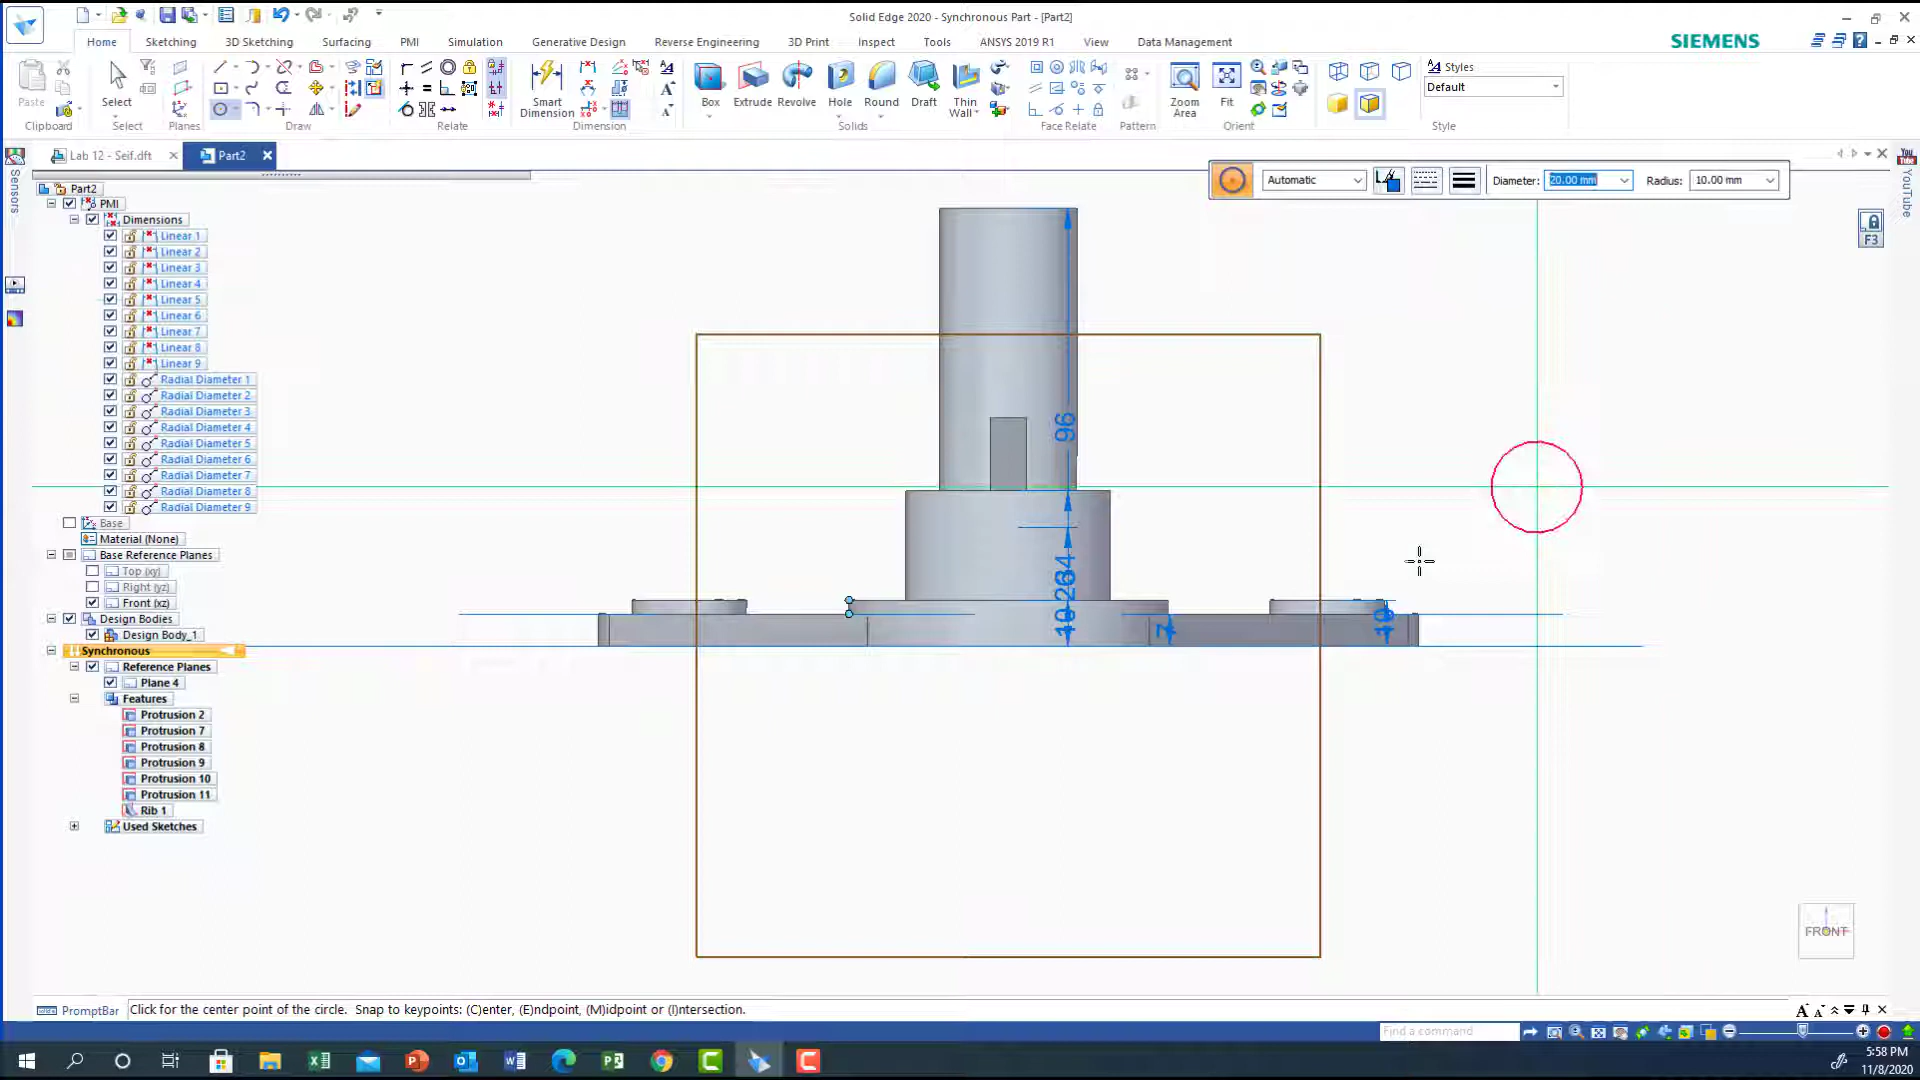 Solid Edge 2020 - Synchronous Part - [Part2]
Home
Sketching
3D Sketching
Surfacing
PMI
Simulation
Generative Design
Reverse Engineering
3D Print
Inspect
Tools
ANSYS 2019 R1
View
Data Management
SIEMENS
Paste
Clipboard
Select
Select
Planes
Draw
Relate
Smart Dimension
Dimension
Box
Extrude
Revolve
Hole
Round
Draft
Thin Wall
Solids
Face Relate
Pattern
Zoom Area
Fit
Orient
Styles
Default
Style
Lab 12 - Seif.dft
Part2
Automatic
Diameter: 20.00 mm
Radius: 10.00 mm
F3
You Tube
YouTube
Sensors
Part2
PMI
Dimensions
Linear 1
Linear 2
Linear 3
Linear 4
Linear 5
Linear 6
Linear 7
Linear 8
Linear 9
Radial Diameter 1
Radial Diameter 2
Radial Diameter 3
Radial Diameter 4
Radial Diameter 5
Radial Diameter 6
Radial Diameter 7
Radial Diameter 8
Radial Diameter 9
Base
Material (None)
Base Reference Planes
Top (xy)
Right (yz)
Front (xz)
Design Bodies
Design Body_1
Synchronous
Reference Planes
Plane 4
Features
Protrusion 2
Protrusion 7
Protrusion 8
Protrusion 9
Protrusion 10
Protrusion 11
Rib 1
Used Sketches
96
10
7
10
FRONT
PromptBar
Click for the center point of the circle. Snap to keypoints: (C)enter, (E)ndpoint, (M)idpoint or (I)ntersection.
Find a command
5:58 PM
11/8/2020